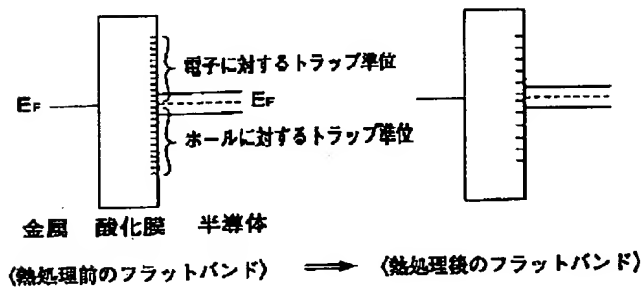 電子に対するトラップ準位
EF EF
ホールに対するトラップ準位
金属 酸化膜 半導体
〈熱処理前のフラットバンド〉 ⟹ 〈熱処理後のフラットバンド〉